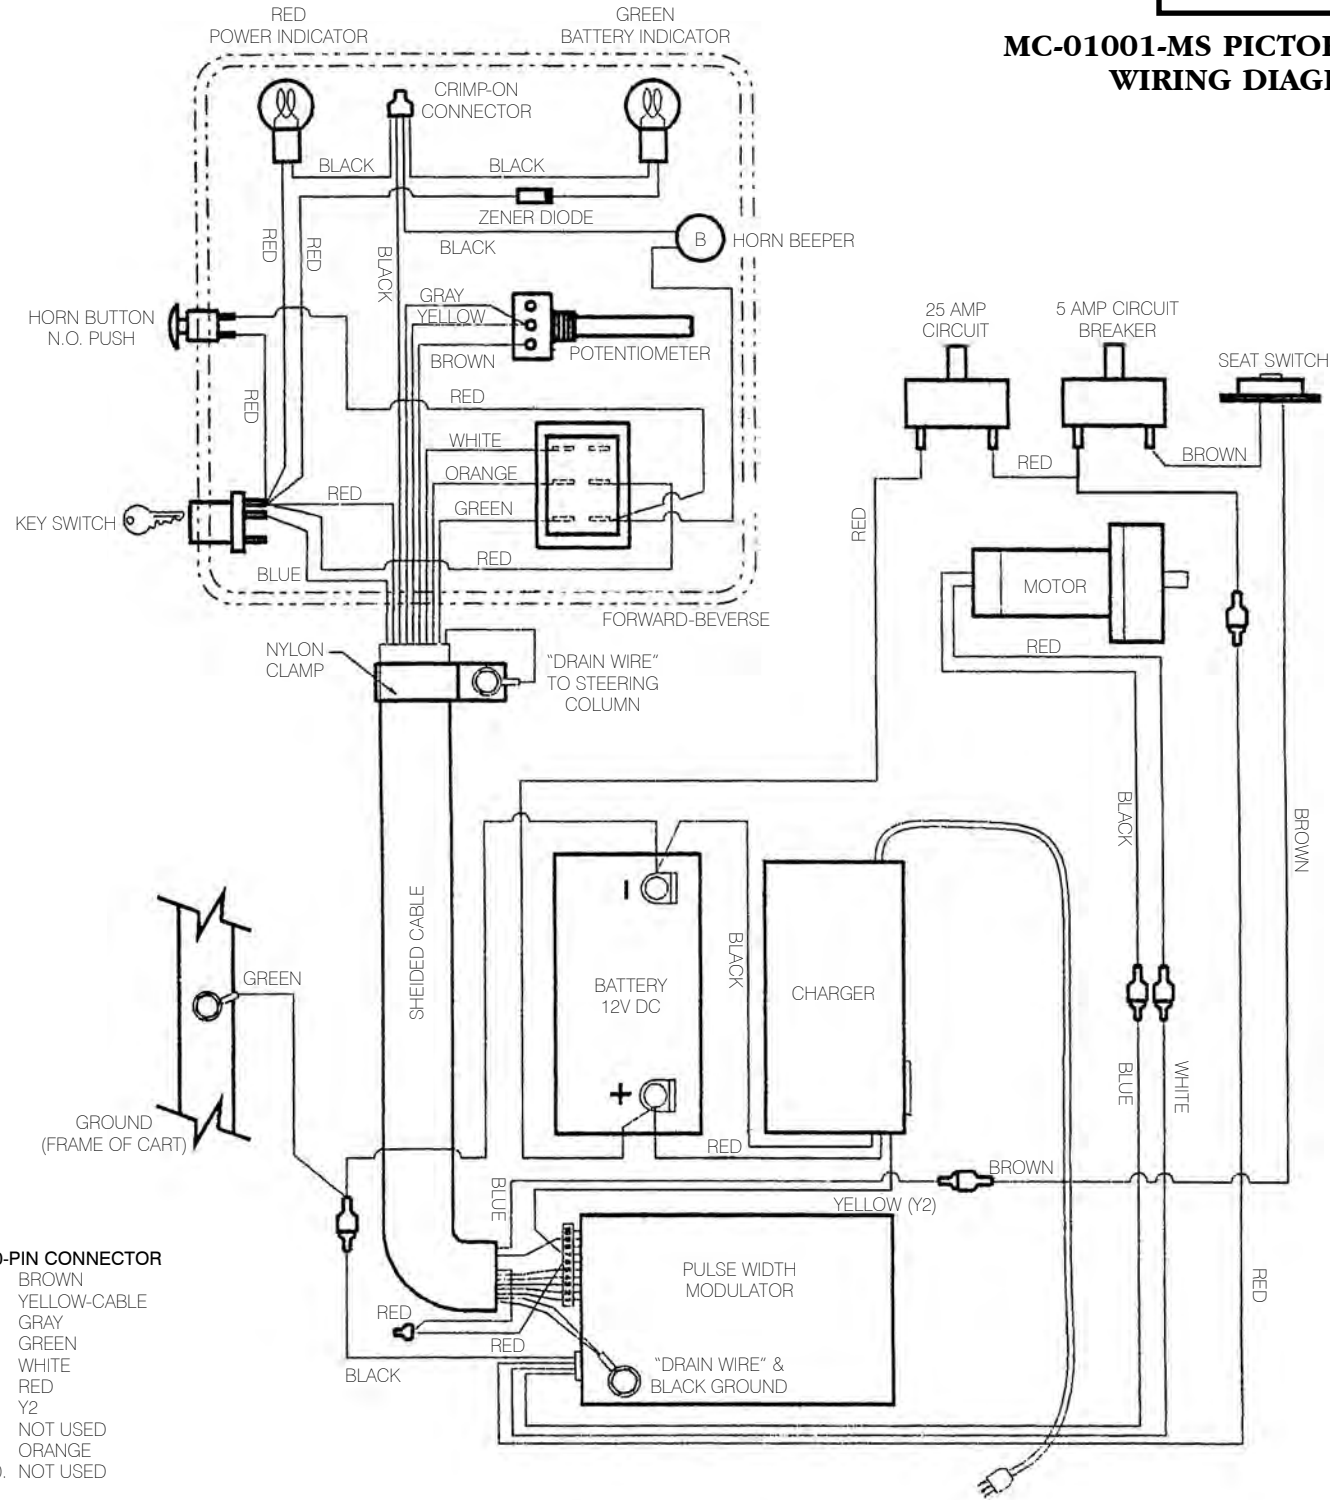 RED
POWER INDICATOR
GREEN
BATTERY INDICATOR
MC-01001-MS PICTO
WIRING DIAG
CRIMP-ON
CONNECTOR
BLACK
BLACK
ZENER DIODE
RED
RED
BLACK
BLACK
B
HORN BEEPER
HORN BUTTON
N.O. PUSH
GRAY
YELLOW
BROWN
POTENTIOMETER
25 AMP
CIRCUIT
5 AMP CIRCUIT
BREAKER
SEAT SWITCH
RED
RED
WHITE
ORANGE
GREEN
RED
KEY SWITCH
BLUE
RED
FORWARD-BEVERSE
RED
BROWN
RED
MOTOR
RED
NYLON
CLAMP
"DRAIN WIRE"
TO STEERING
COLUMN
BLACK
BROWN
SHEIDED CABLE
BATTERY
12V DC
BLACK
CHARGER
GREEN
GROUND
(FRAME OF CART)
BLUE
WHITE
RED
BLUE
BROWN
YELLOW (Y2)
-PIN CONNECTOR
BROWN
YELLOW-CABLE
GRAY
GREEN
WHITE
RED
Y2
NOT USED
ORANGE
. NOT USED
PULSE WIDTH
MODULATOR
RED
RED
BLACK
"DRAIN WIRE" &
BLACK GROUND
RED